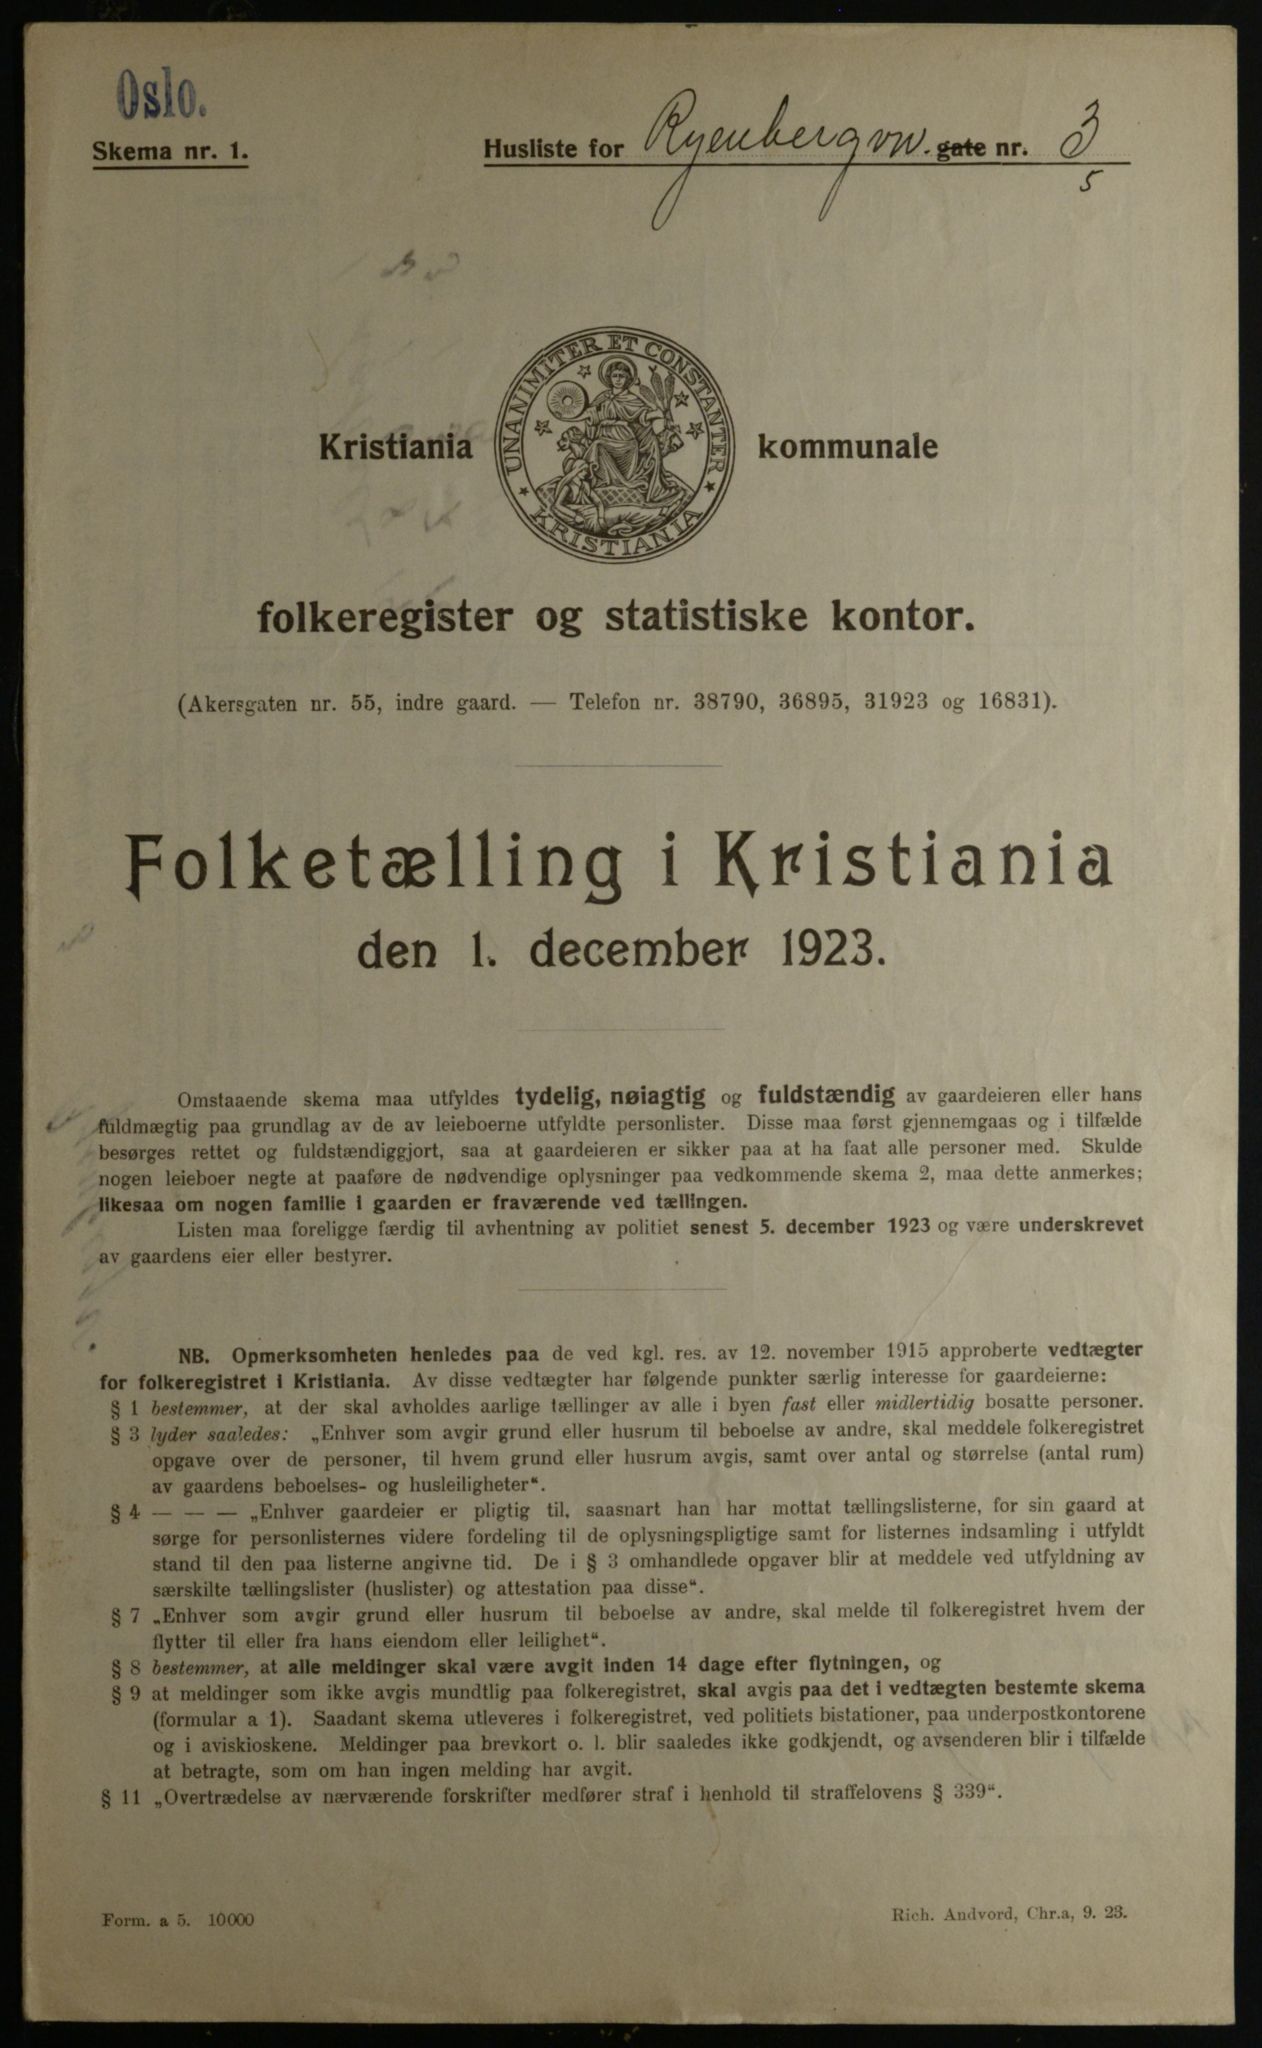 Oslo.
Skema nr. 1.
Husliste for Ryenbergvn. gate nr. 3
5
UNANIMITER ET CONSTANTER
KRISTIANIA
Kristiania kommunale
folkeregister og statistiske kontor.
(Akersgaten nr. 55, indre gaard. — Telefon nr. 38790, 36895, 31923 og 16831).
Folketælling i Kristiania
den 1. december 1923.
Omstaaende skema maa utfyldes tydelig, nøiagtig og fuldstændig av gaardeieren eller hans
fuldmægtig paa grundlag av de av leieboerne utfyldte personlister. Disse maa først gjennemgaas og i tilfælde
besørges rettet og fuldstændiggjort, saa at gaardeieren er sikker paa at ha faat alle personer med. Skulde
nogen leieboer negte at paaføre de nødvendige oplysninger paa vedkommende skema 2, maa dette anmerkes;
likesaa om nogen familie i gaarden er fraværende ved tællingen.
Listen maa foreligge færdig til avhentning av politiet senest 5. december 1923 og være underskrevet
av gaardens eier eller bestyrer.
NB. Opmerksomheten henledes paa de ved kgl. res. av 12. november 1915 approberte vedtægter
for folkeregistret i Kristiania. Av disse vedtægter har følgende punkter særlig interesse for gaardeierne:
§ 1 bestemmer, at der skal avholdes aarlige tællinger av alle i byen fast eller midlertidig bosatte personer.
§ 3 lyder saaledes: „Enhver som avgir grund eller husrum til beboelse av andre, skal meddele folkeregistret
opgave over de personer, til hvem grund eller husrum avgis, samt over antal og størrelse (antal rum)
av gaardens beboelses- og husleiligheter“.
§ 4 — — — „Enhver gaardeier er pligtig til, saasnart han har mottat tællingslisterne, for sin gaard at
sørge for personlisternes videre fordeling til de oplysningspligtige samt for listernes indsamling i utfyldt
stand til den paa listerne angivne tid. De i § 3 omhandlede opgaver blir at meddele ved utfyldning av
særskilte tællingslister (huslister) og attestation paa disse“.
§ 7 „Enhver som avgir grund eller husrum til beboelse av andre, skal melde til folkeregistret hvem der
flytter til eller fra hans eiendom eller leilighet“.
§ 8 bestemmer, at alle meldinger skal være avgit inden 14 dage efter flytningen, og
§ 9 at meldinger som ikke avgis mundtlig paa folkeregistret, skal avgis paa det i vedtægten bestemte skema
(formular a 1). Saadant skema utleveres i folkeregistret, ved politiets bistationer, paa underpostkontorene
og i aviskioskene. Meldinger paa brevkort o. l. blir saaledes ikke godkjendt, og avsenderen blir i tilfælde
at betragte, som om han ingen melding har avgit.
§ 11 „Overtrædelse av nærværende forskrifter medfører straf i henhold til straffelovens § 339“.
Form. a 5. 10000
Rich. Andvord, Chr.a, 9. 23.